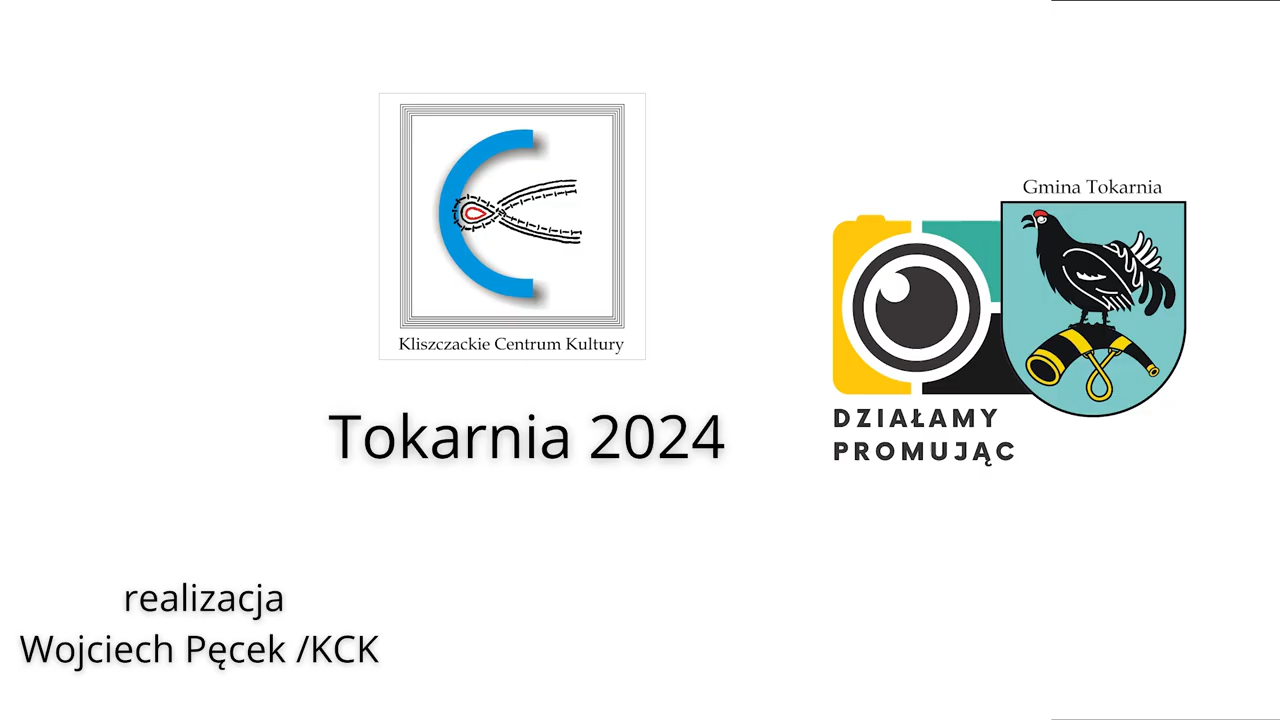 Kliszczackie Centrum Kultury
Tokarnia 2024
Gmina Tokarnia
DZIAŁAMY
PROMUJĄC
realizacja
Wojciech Pęcek /KCK